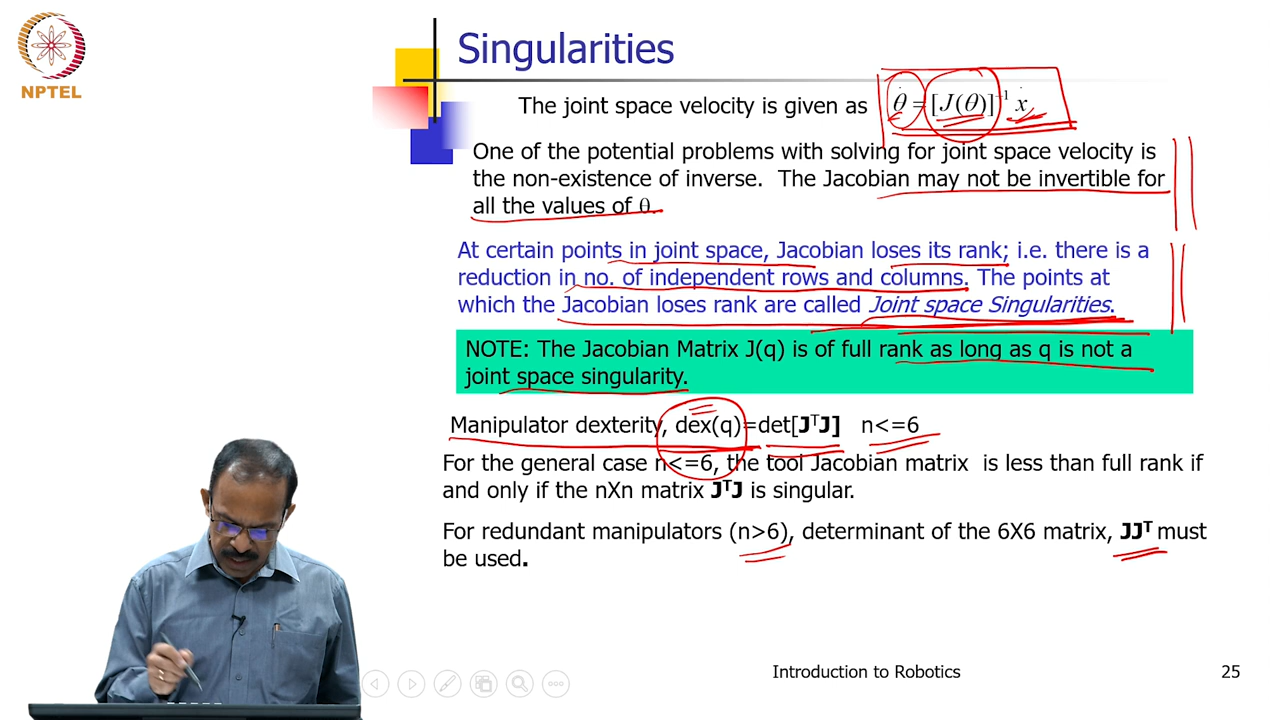 NPTEL
Singularities
The joint space velocity is given as θ̇ = [J(θ)]⁻¹ ẋ
One of the potential problems with solving for joint space velocity is
the non-existence of inverse. The Jacobian may not be invertible for
all the values of θ.
At certain points in joint space, Jacobian loses its rank; i.e. there is a
reduction in no. of independent rows and columns. The points at
which the Jacobian loses rank are called Joint space Singularities.
NOTE: The Jacobian Matrix J(q) is of full rank as long as q is not a
joint space singularity.
Manipulator dexterity, dex(q)=det[JᵀJ] n<=6
For the general case n<=6, the tool Jacobian matrix is less than full rank if
and only if the nXn matrix JᵀJ is singular.
For redundant manipulators (n>6), determinant of the 6X6 matrix, JJᵀ must
be used.
Introduction to Robotics
25